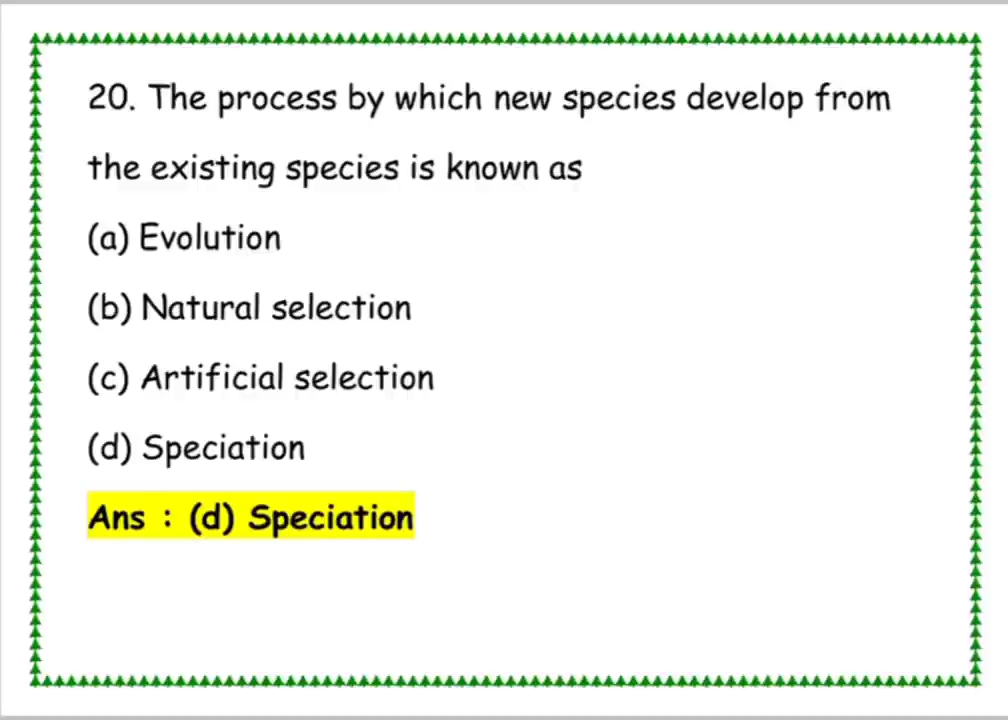 20. The process by which new species develop from
the existing species is known as
(a) Evolution
(b) Natural selection
(c) Artificial selection
(d) Speciation
Ans : (d) Speciation